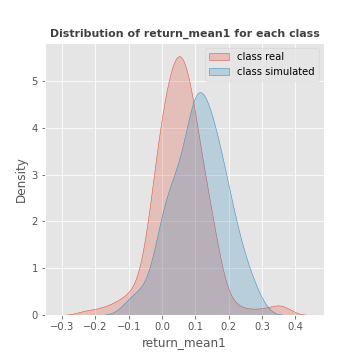 Distribution of return_mean1 for each class
class real
class simulated
Density
5
4
3
2
1
0
−0.3 −0.2 −0.1 0.0 0.1 0.2 0.3 0.4
return_mean1